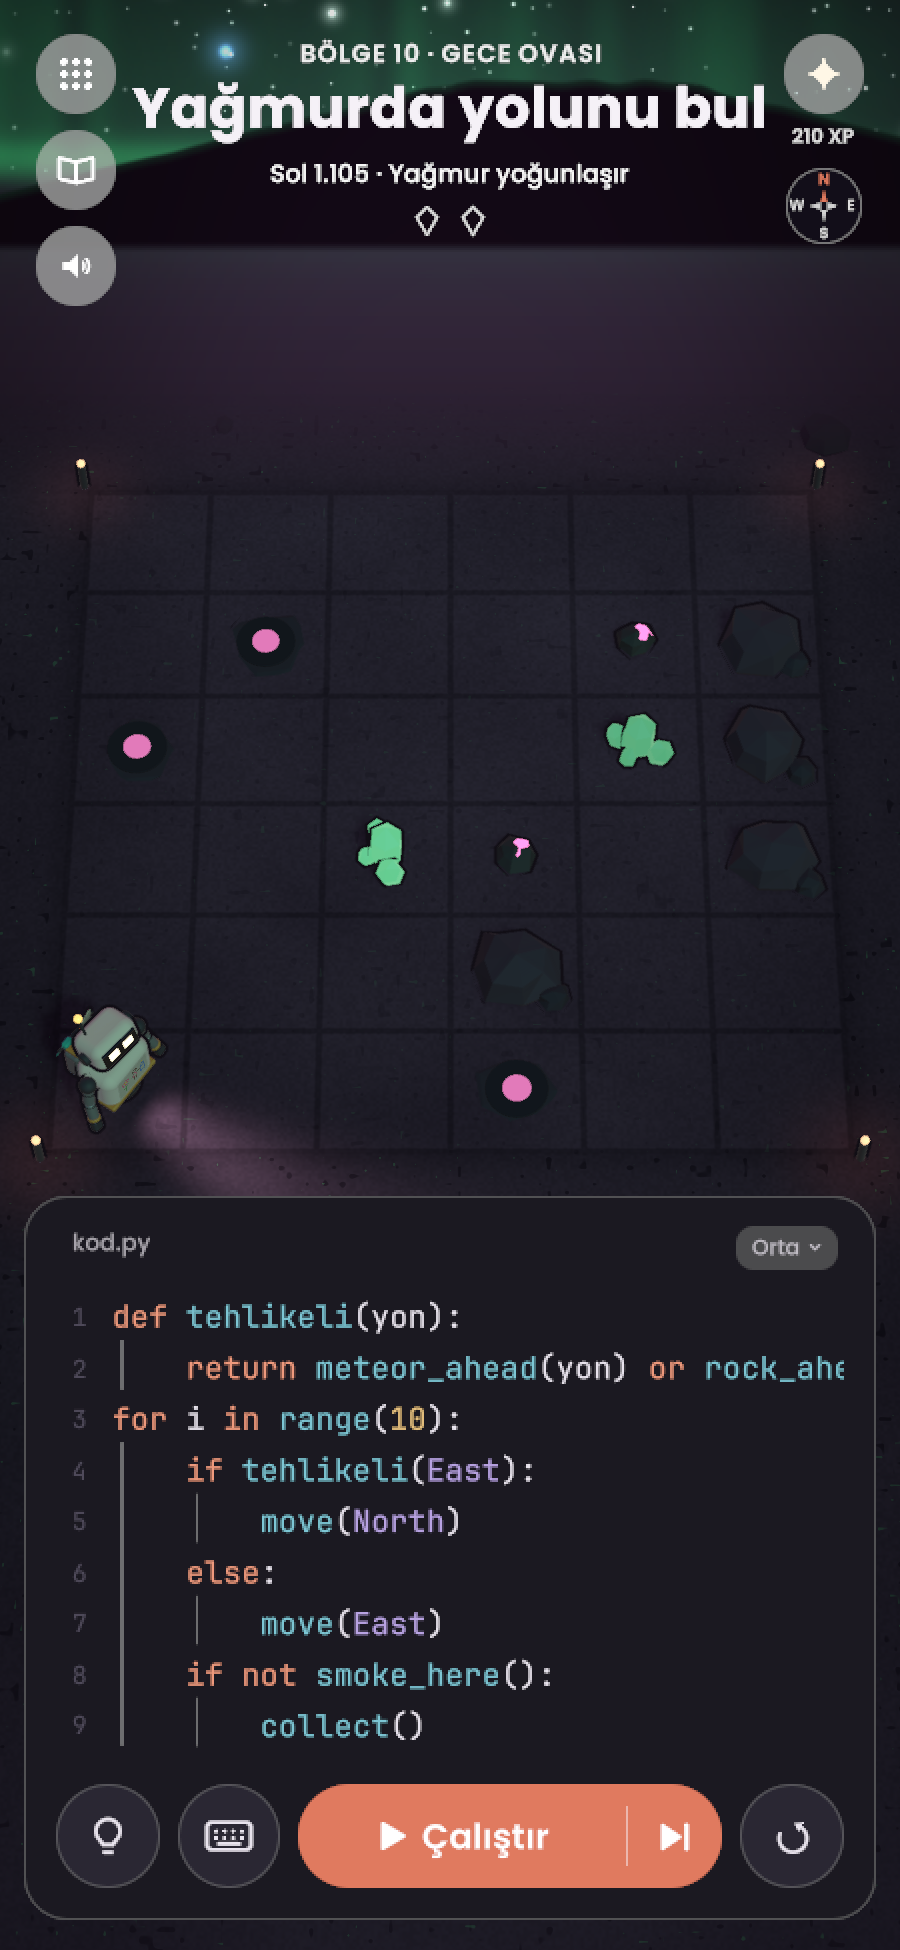 BÖLGE 10 · GECE OVASI
Yağmurda yolunu bul
Sol 1.105 · Yağmur yoğunlaşır
210 XP
N
W E
S
kod.py
Orta
1 def tehlikeli(yon):
2 return meteor_ahead(yon) or rock_ahe
3 for i in range(10):
4 if tehlikeli(East):
5 move(North)
6 else:
7 move(East)
8 if not smoke_here():
9 collect()
Çalıştır